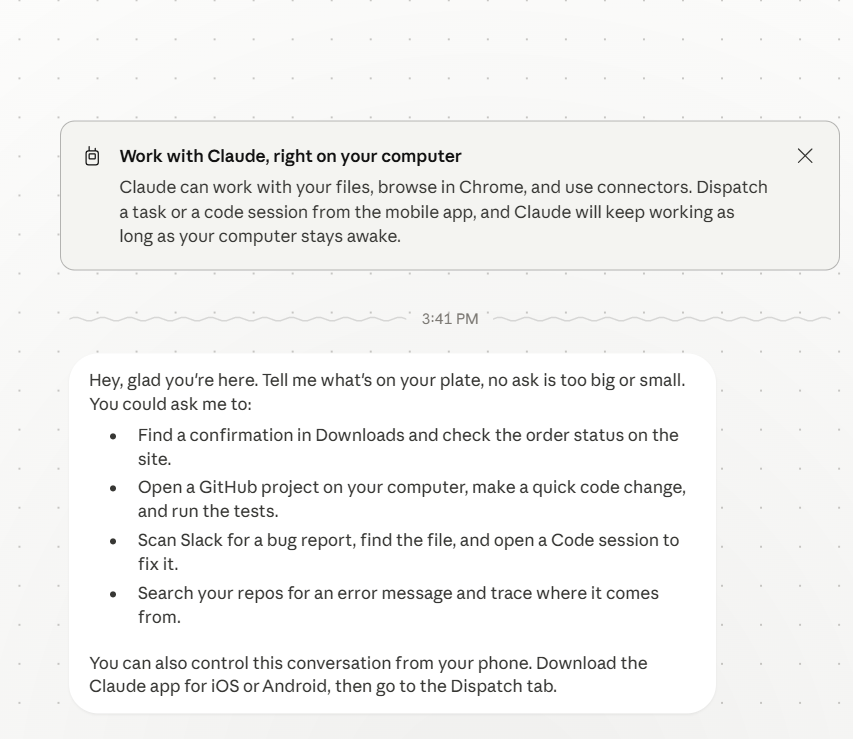 Work with Claude, right on your computer
Claude can work with your files, browse in Chrome, and use connectors. Dispatch
a task or a code session from the mobile app, and Claude will keep working as
long as your computer stays awake.
3:41 PM
Hey, glad you're here. Tell me what's on your plate, no ask is too big or small.
You could ask me to:
• Find a confirmation in Downloads and check the order status on the
site.
• Open a GitHub project on your computer, make a quick code change,
and run the tests.
• Scan Slack for a bug report, find the file, and open a Code session to
fix it.
• Search your repos for an error message and trace where it comes
from.
You can also control this conversation from your phone. Download the
Claude app for iOS or Android, then go to the Dispatch tab.